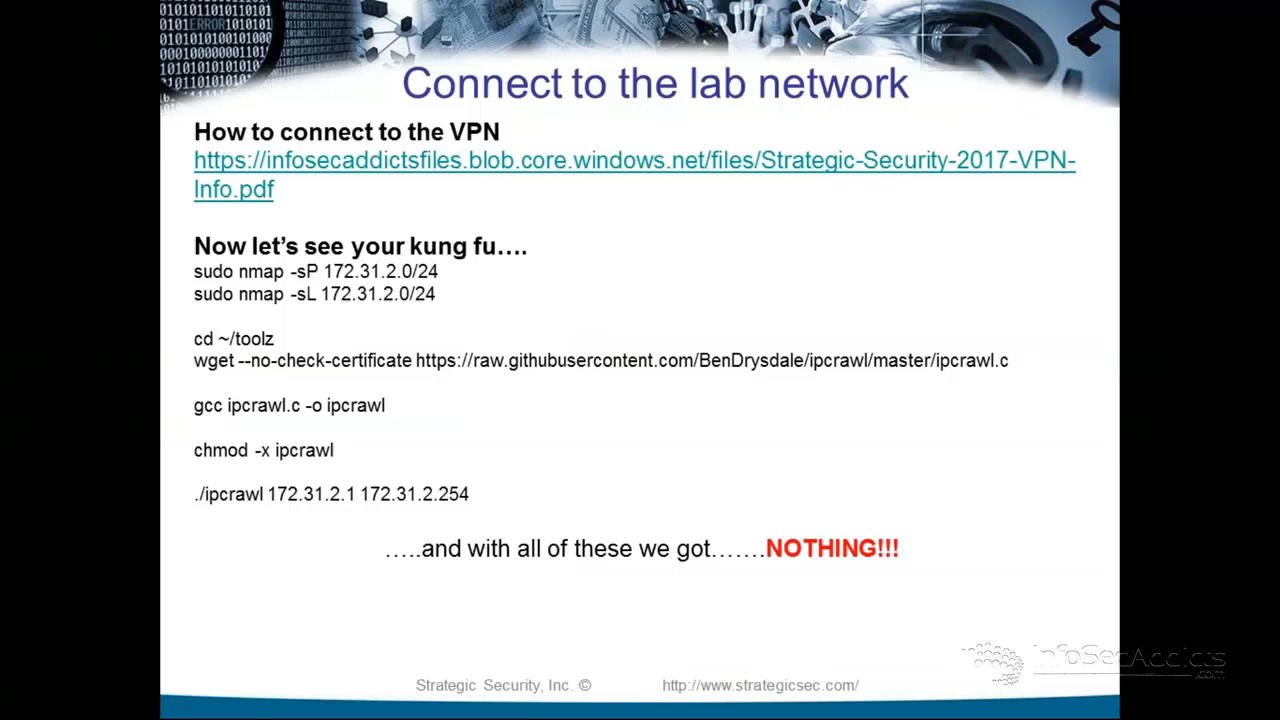 ERROR
Connect to the lab network
How to connect to the VPN
https://infosecaddictsfiles.blob.core.windows.net/files/Strategic-Security-2017-VPN-
Info.pdf
Now let’s see your kung fu….
sudo nmap -sP 172.31.2.0/24
sudo nmap -sL 172.31.2.0/24
cd ~/toolz
wget --no-check-certificate https://raw.githubusercontent.com/BenDrysdale/ipcrawl/master/ipcrawl.c
gcc ipcrawl.c -o ipcrawl
chmod -x ipcrawl
./ipcrawl 172.31.2.1 172.31.2.254
…..and with all of these we got…….NOTHING!!!
InfoSecAddicts
.com
Strategic Security, Inc. © http://www.strategicsec.com/